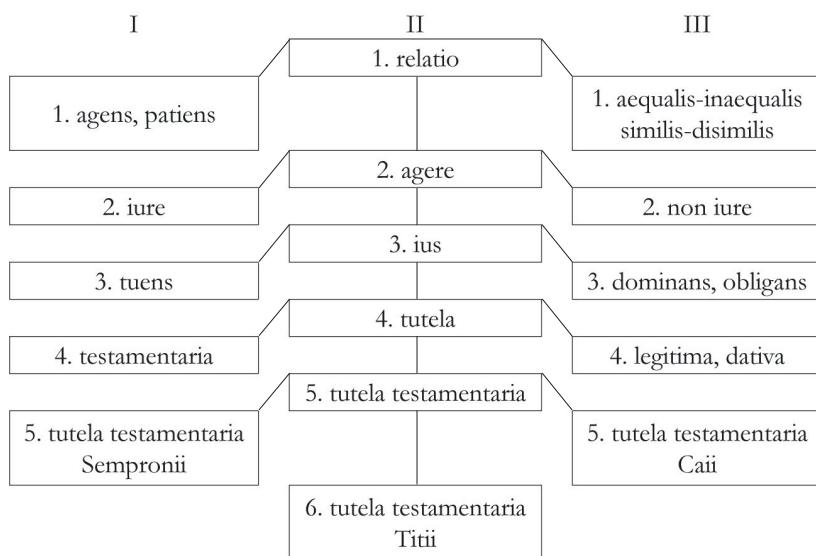 I
II
III
1. relatio
1. agens, patiens
1. aequalis-inaequalis
similis-disimilis
2. agere
2. iure
2. non iure
3. ius
3. tuens
3. dominans, obligans
4. tutela
4. testamentaria
4. legitima, dativa
5. tutela testamentaria
5. tutela testamentaria
Sempronii
5. tutela testamentaria
Caii
6. tutela testamentaria
Titii